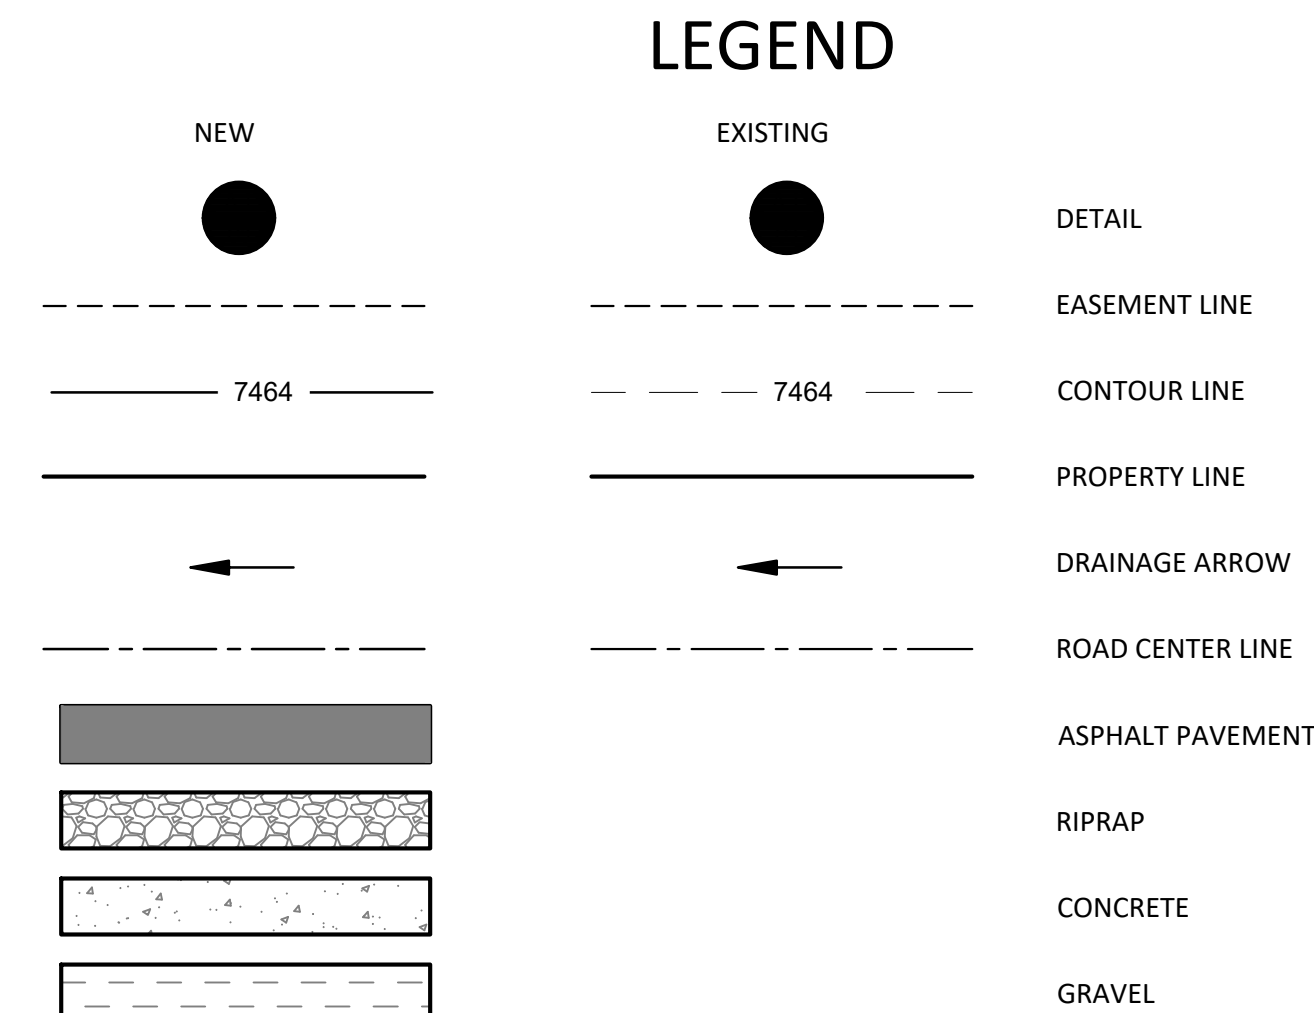 LEGEND
NEW EXISTING
DETAIL
EASEMENT LINE
7464 7464 CONTOUR LINE
PROPERTY LINE
DRAINAGE ARROW
ROAD CENTER LINE
ASPHALT PAVEMENT
RIPRAP
CONCRETE
GRAVEL